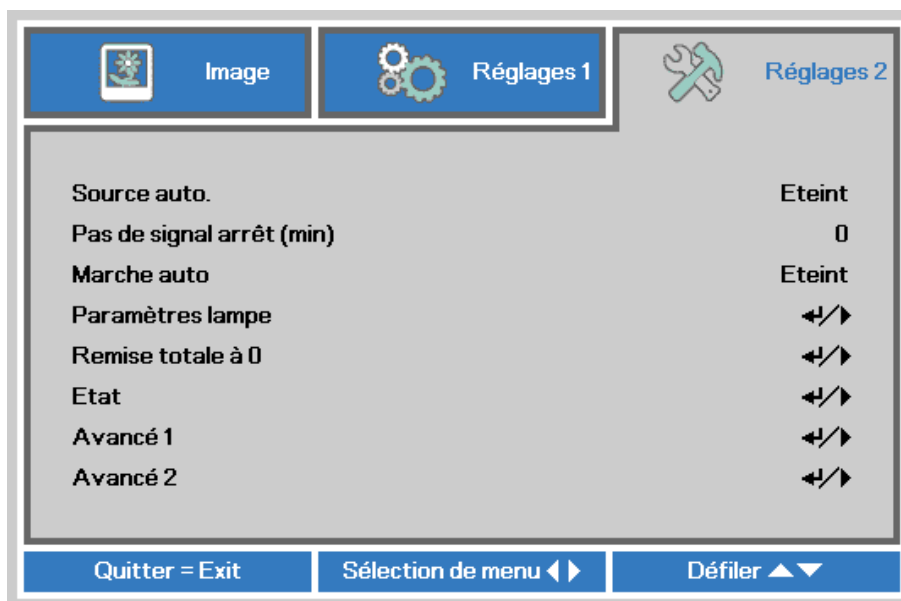 Image
Réglages 1
Réglages 2
Source auto. Eteint
Pas de signal arrêt (min) 0
Marche auto Eteint
Paramètres lampe
Remise totale à 0
Etat
Avancé 1
Avancé 2
Quitter = Exit
Sélection de menu
Défiler